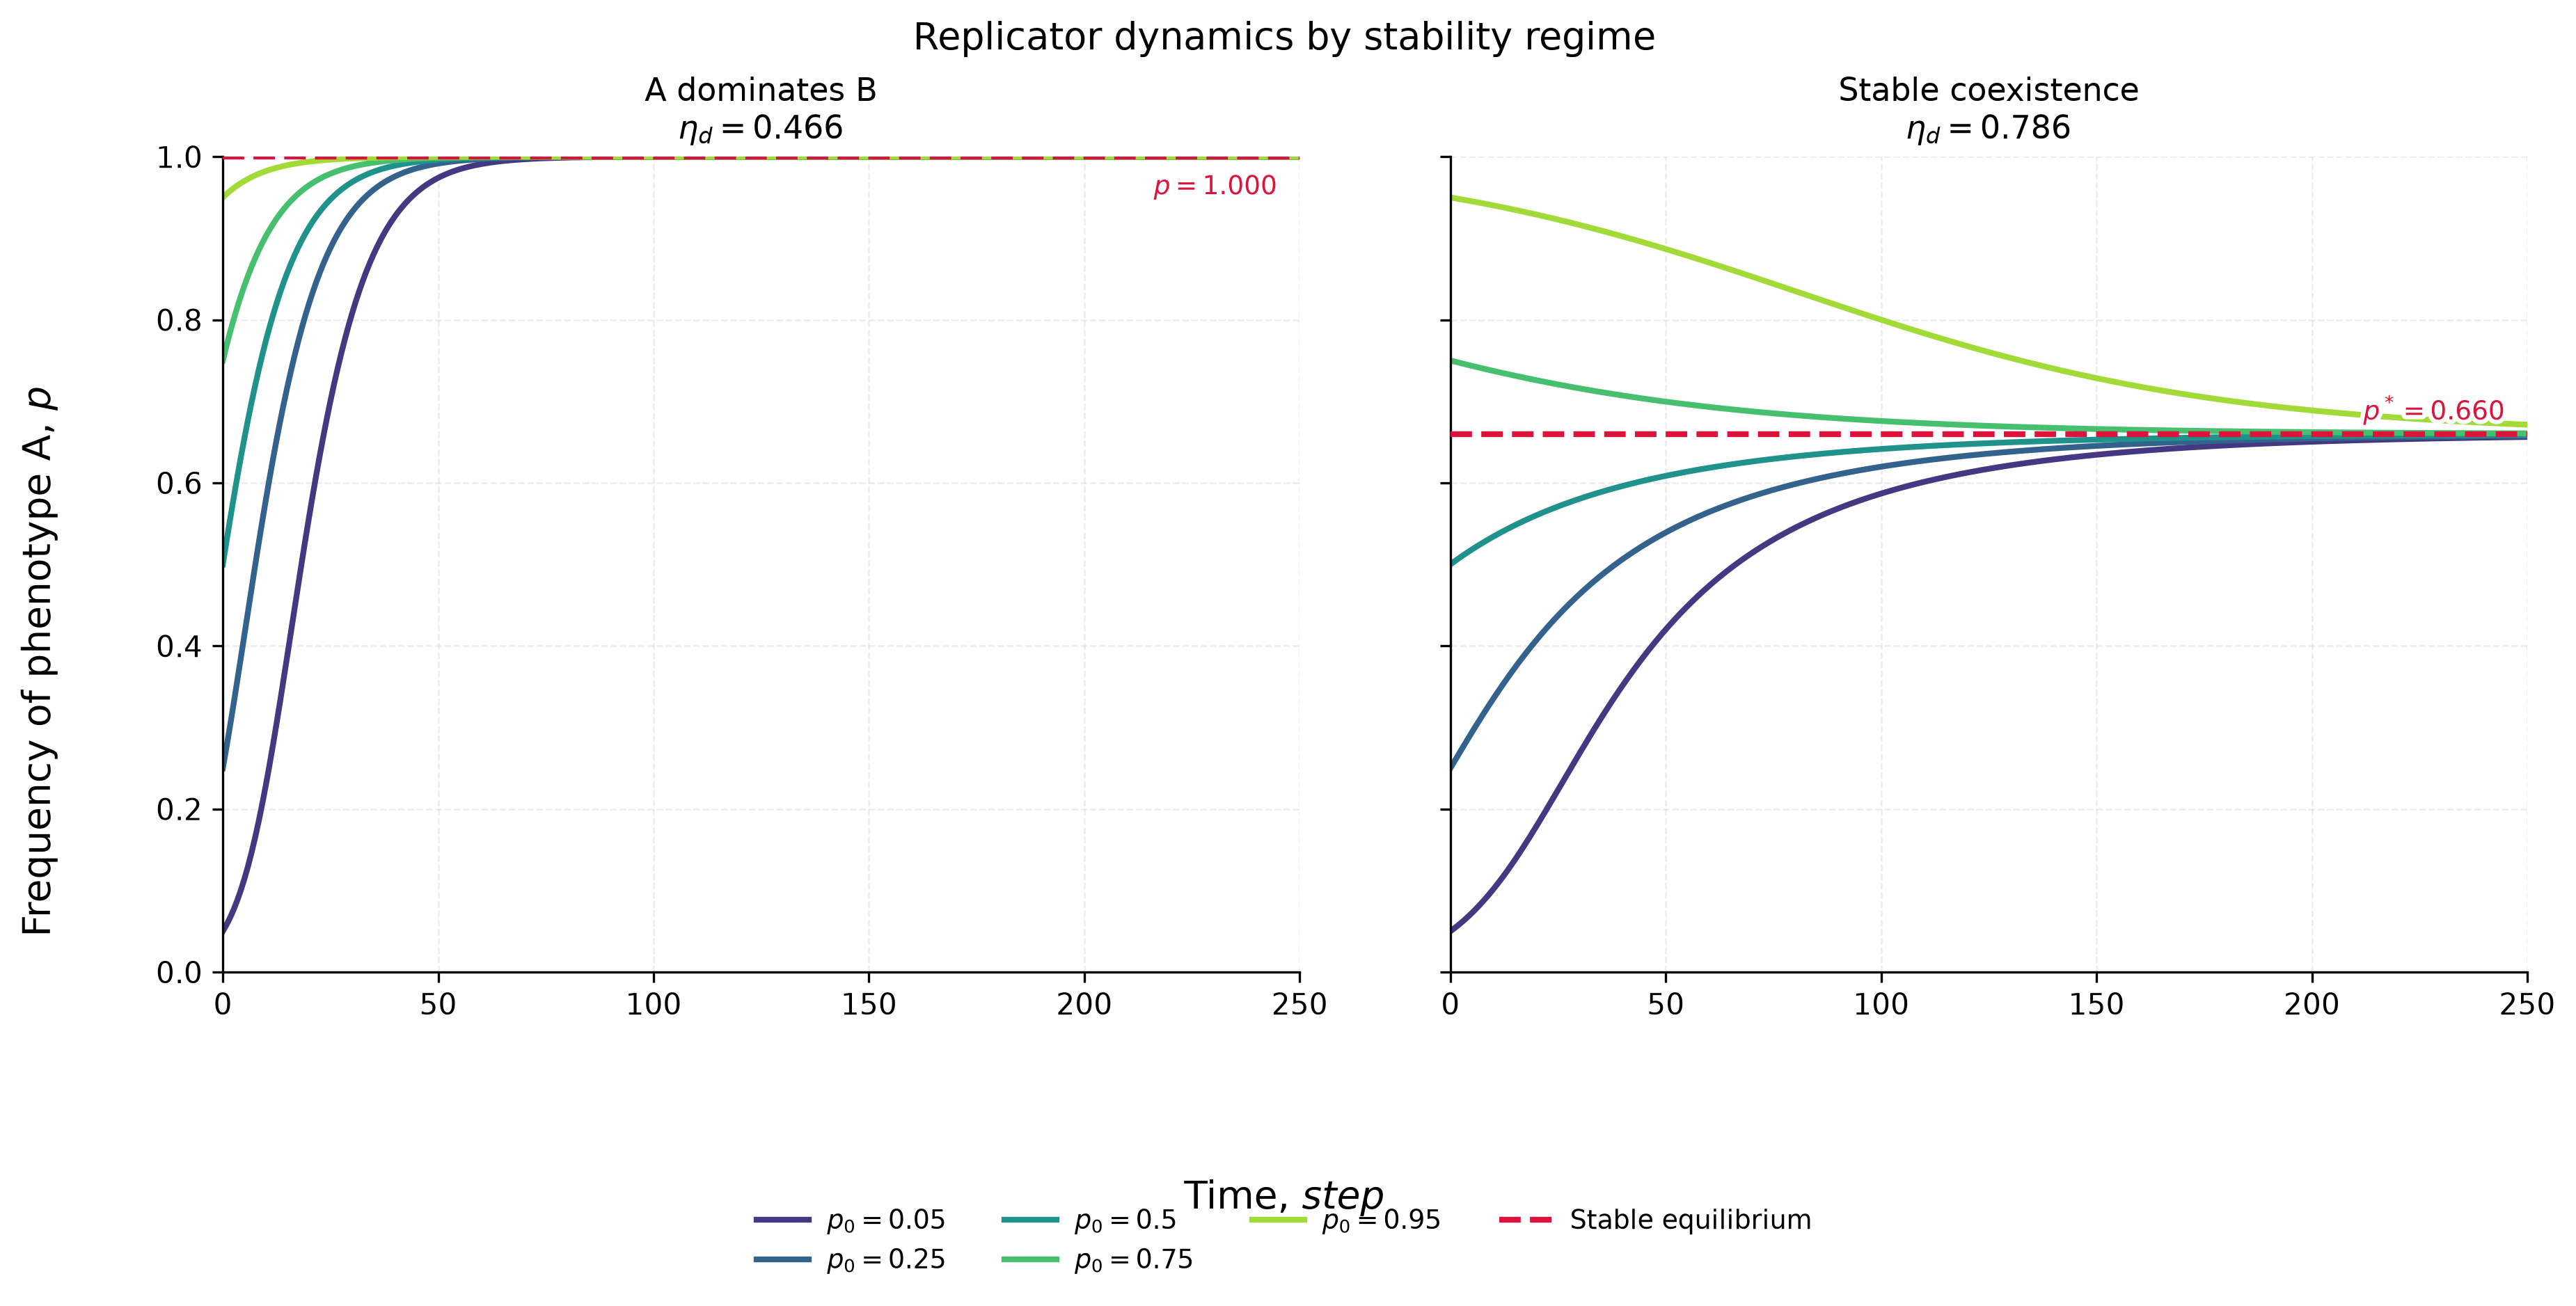 Replicator dynamics by stability regime
A dominates B
η_d = 0.466
Stable coexistence
η_d = 0.786
Frequency of phenotype A, p
1.0
0.8
0.6
0.4
0.2
0.0
0 50 100 150 200 250
p = 1.000
0 50 100 150 200 250
p* = 0.660
Time, step
p₀ = 0.05
p₀ = 0.25
p₀ = 0.5
p₀ = 0.75
p₀ = 0.95
Stable equilibrium